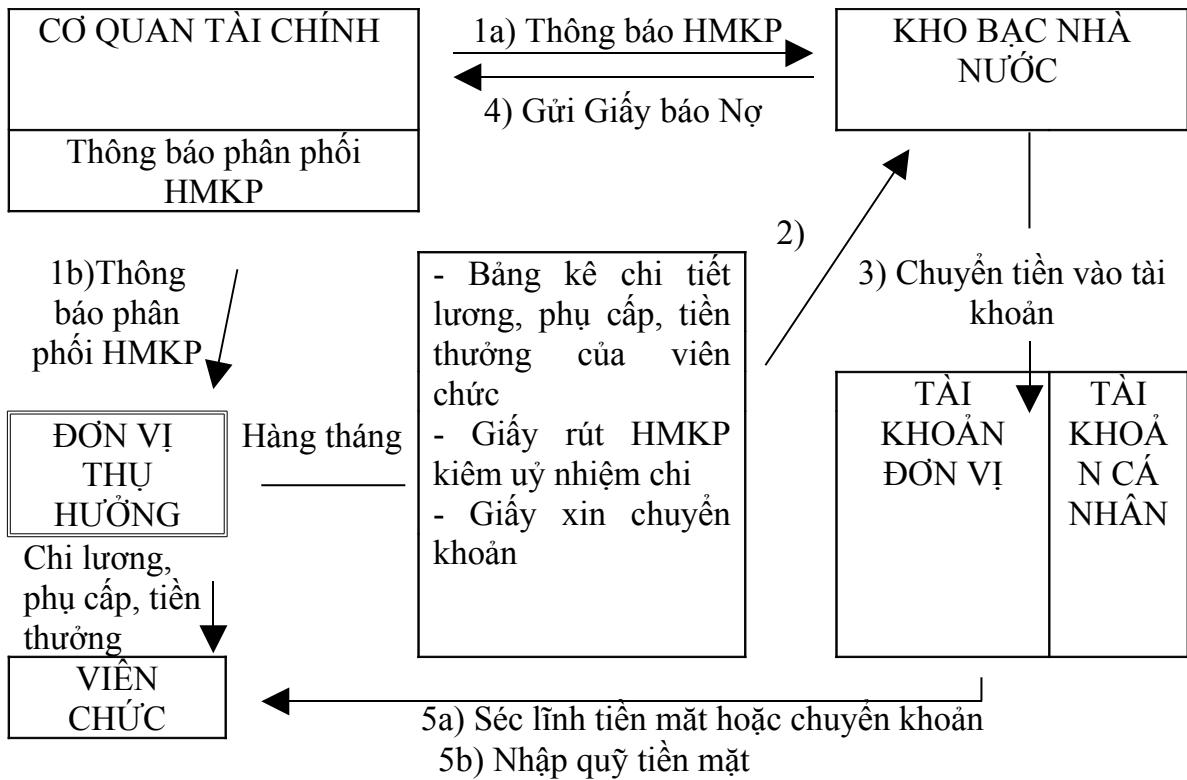 CƠ QUAN TÀI CHÍNH
1a) Thông báo HMKP
KHO BẠC NHÀ
NƯỚC
4) Gửi Giấy báo Nợ
Thông báo phân phối
HMKP
2)
1b)Thông
báo phân
phối HMKP
- Bảng kê chi tiết
lương, phụ cấp, tiền
thưởng của viên
chức
- Giấy rút HMKP
kiêm uỷ nhiệm chi
- Giấy xin chuyển
khoản
3) Chuyển tiền vào tài
khoản
ĐƠN VỊ
THỤ
HƯỞNG
Hàng tháng
TÀI
KHOẢN
ĐƠN VỊ
TÀI
KHOẢ
N CÁ
NHÂN
Chi lương,
phụ cấp, tiền
thưởng
VIÊN
CHỨC
5a) Séc lĩnh tiền măt hoặc chuyển khoản
5b) Nhập quỹ tiền mặt